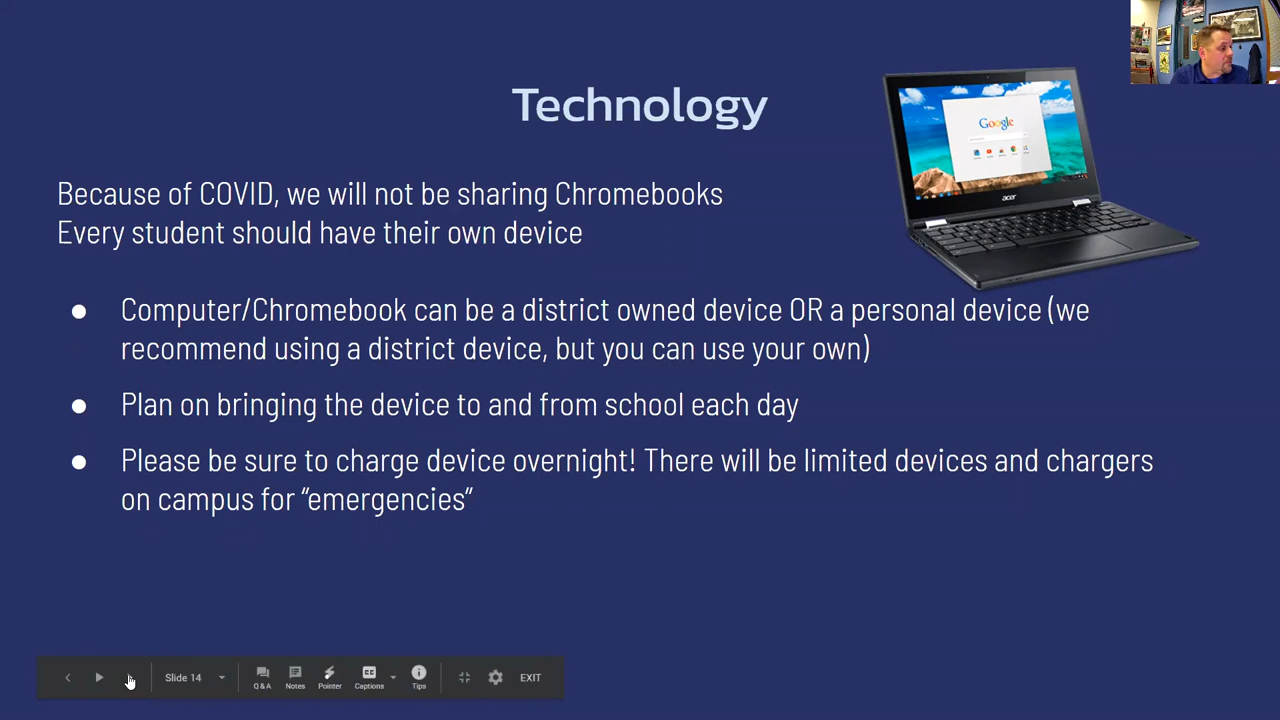 Technology
Google
acer
Because of COVID, we will not be sharing Chromebooks
Every student should have their own device
● Computer/Chromebook can be a district owned device OR a personal device (we
recommend using a district device, but you can use your own)
● Plan on bringing the device to and from school each day
● Please be sure to charge device overnight! There will be limited devices and chargers
on campus for “emergencies”
Slide 14
Q & A
Notes
Pointer
Captions
Tips
EXIT